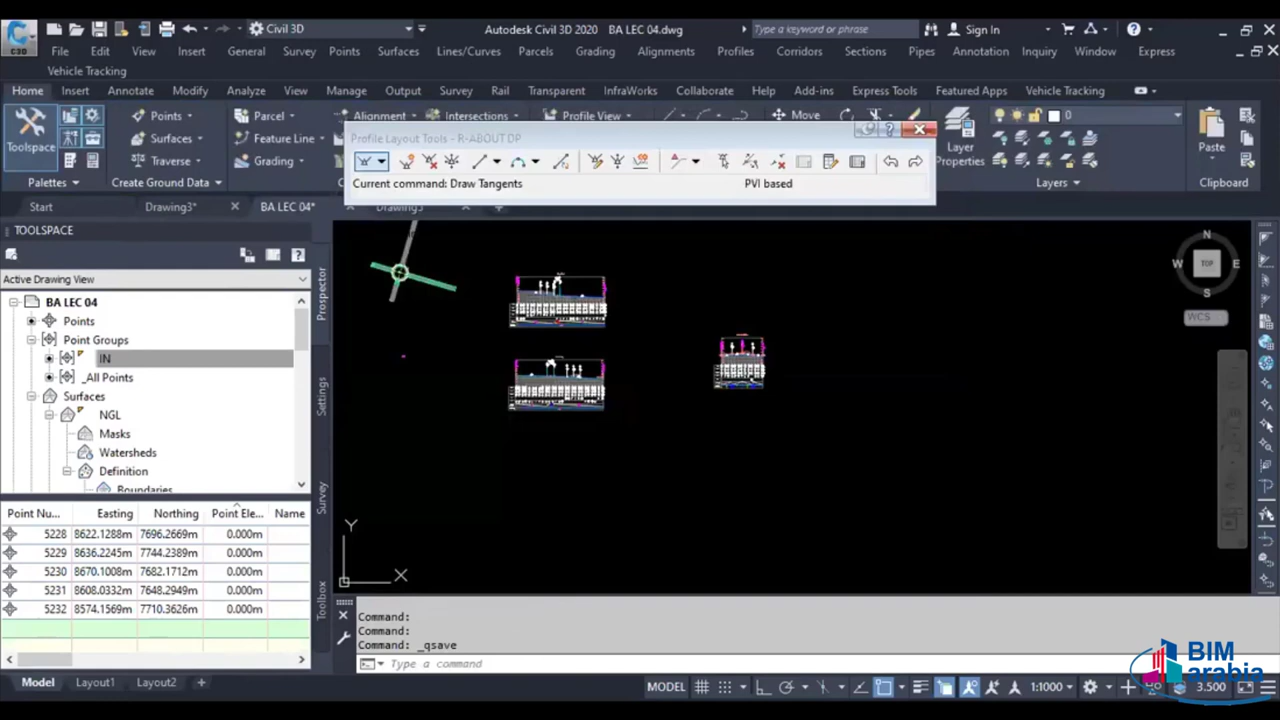 Civil 3D
Autodesk Civil 3D 2020 BA LEC 04.dwg
Type a keyword or phrase
Sign In
C3D
File Edit View Insert General Survey Points Surfaces Lines/Curves Parcels Grading Alignments Profiles Corridors Sections Pipes Annotation Inquiry Window Express
Vehicle Tracking
Home Insert Annotate Modify Analyze View Manage Output Survey Rail Transparent InfraWorks Collaborate Help Add-ins Express Tools Featured Apps Vehicle Tracking
Toolspace
Points
Surfaces
Traverse
Parcel
Feature Line
Grading
Alignment
Intersections
Profile View
Move
0
Layer
Properties
Paste
Palettes
Create Ground Data
Layers
Clipboard
Profile Layout Tools - R-ABOUT DP
Current command: Draw Tangents
PVI based
Start
Drawing3*
BA LEC 04*
Drawing3
TOOLSPACE
Active Drawing View
BA LEC 04
Points
Point Groups
IN
_All Points
Surfaces
NGL
Masks
Watersheds
Definition
Boundaries
Prospector
Settings
Survey
Toolbox
Point Nu... Easting Northing Point Ele... Name
5228 8622.1288m 7696.2669m 0.000m
5229 8636.2245m 7744.2389m 0.000m
5230 8670.1008m 7682.1712m 0.000m
5231 8608.0332m 7648.2949m 0.000m
5232 8574.1569m 7710.3626m 0.000m
N
W TOP E
S
WCS
Y
X
Command:
Command:
Command: _qsave
Type a command
Model Layout1 Layout2 +
MODEL
1:1000
3.500
BIM
arabia